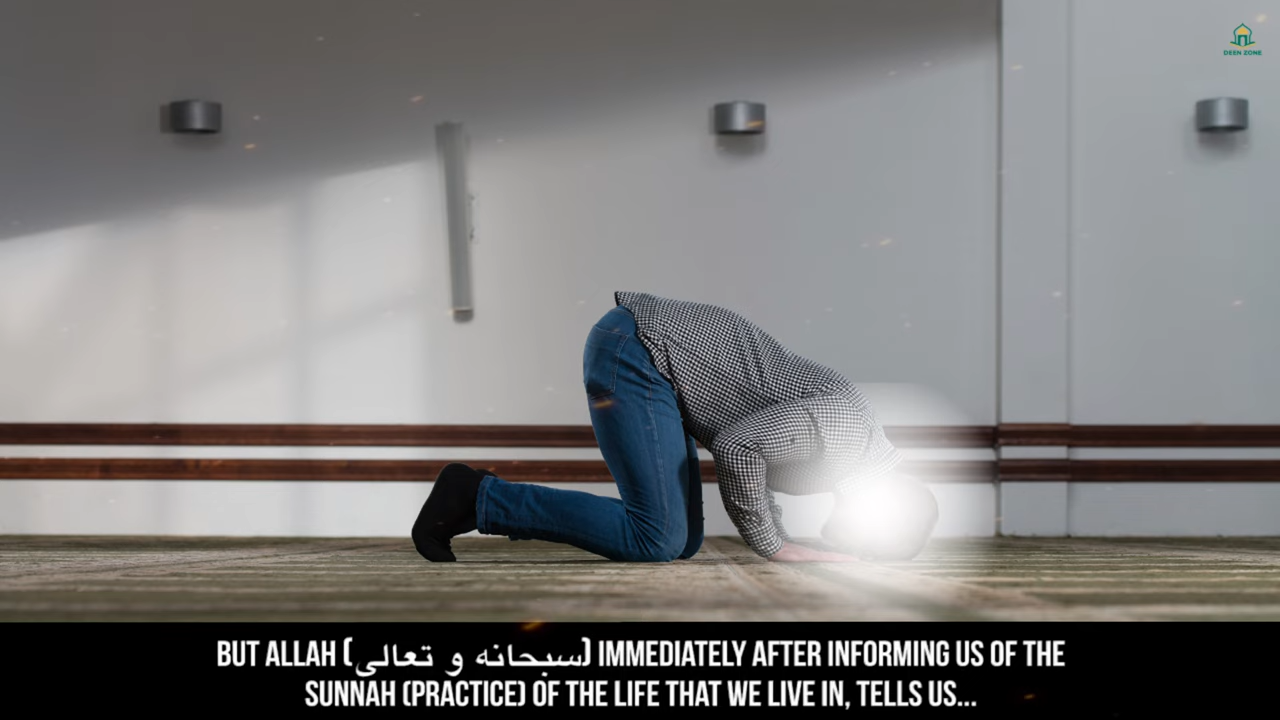 DEEN ZONE
BUT ALLAH (سبحانه و تعالى) IMMEDIATELY AFTER INFORMING US OF THE
SUNNAH (PRACTICE) OF THE LIFE THAT WE LIVE IN, TELLS US...